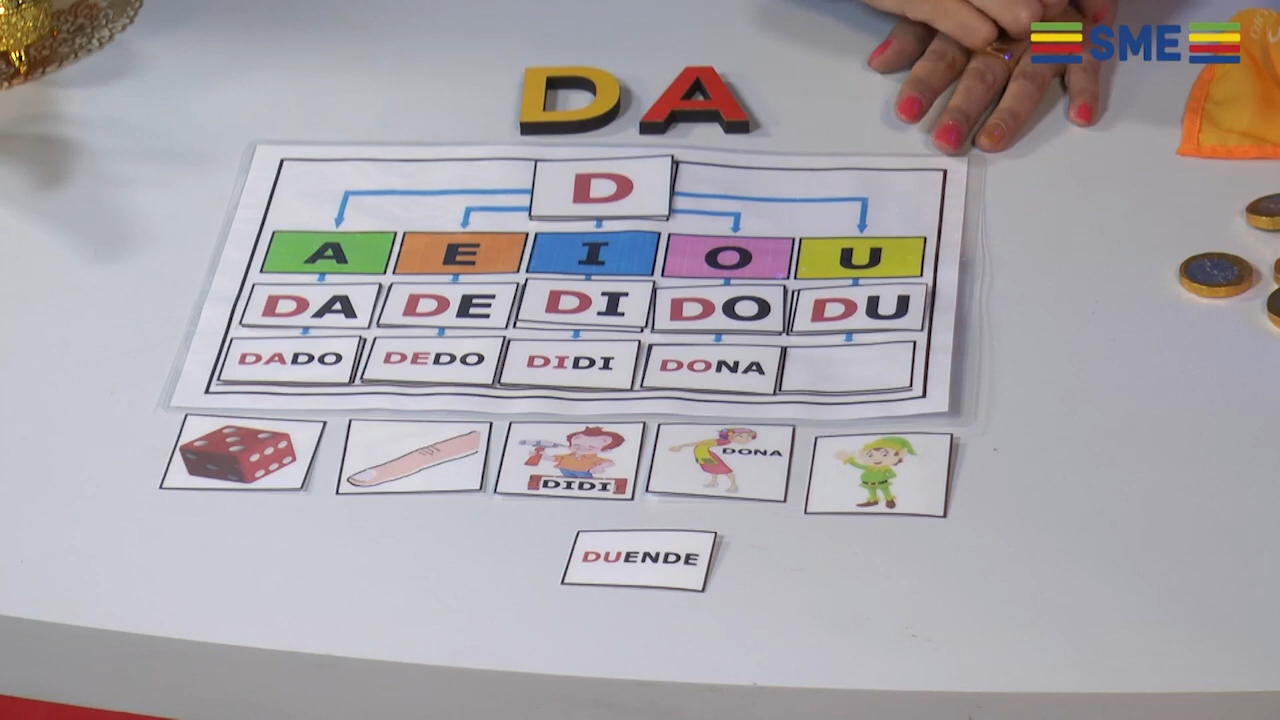 SME
DA
D
A E I O U
DA DE DI DO DU
DADO DEDO DIDI DONA
DIDI DONA
DUENDE